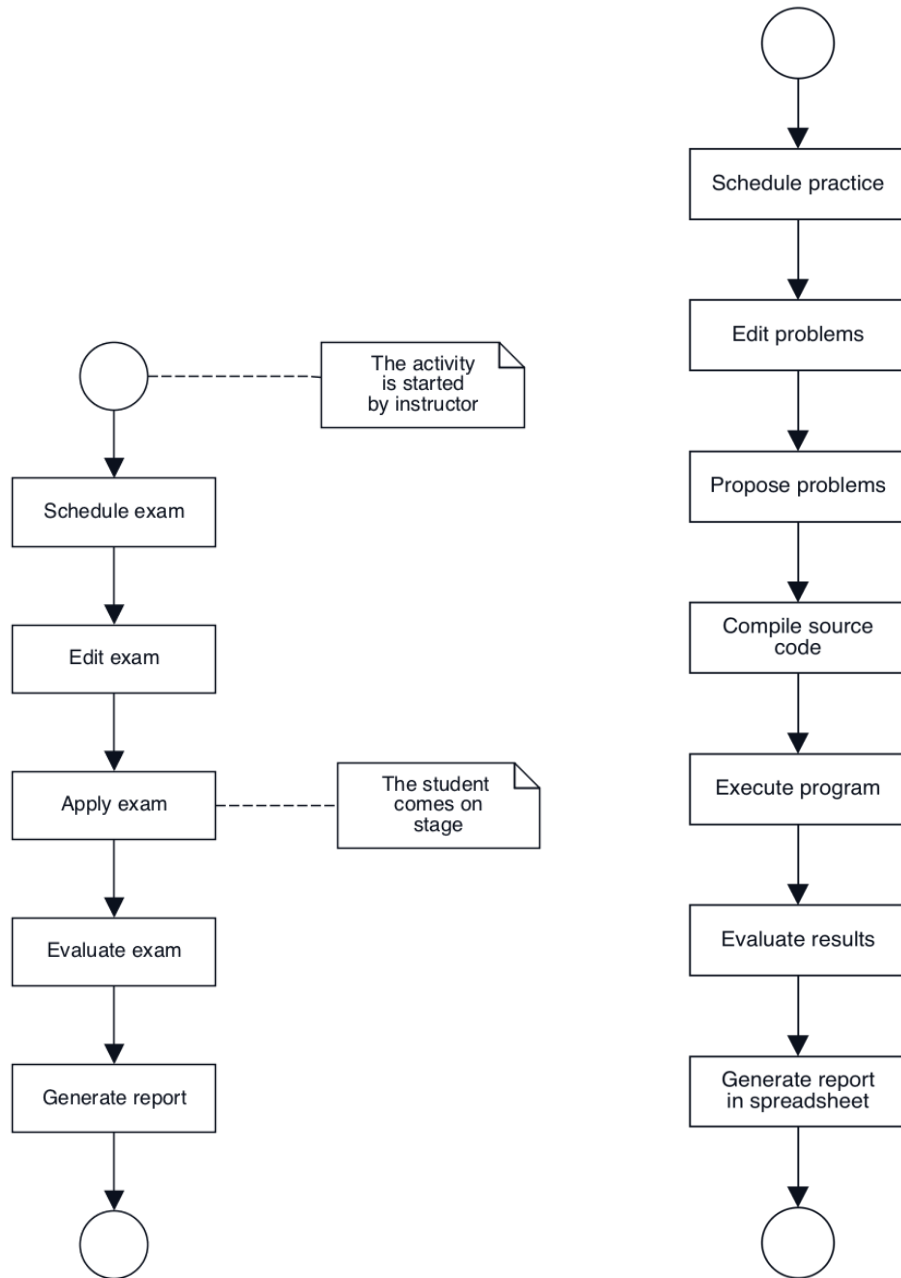 The activity
is started
by instructor
Schedule exam
Edit exam
Apply exam
The student
comes on
stage
Evaluate exam
Generate report
Schedule practice
Edit problems
Propose problems
Compile source
code
Execute program
Evaluate results
Generate report
in spreadsheet